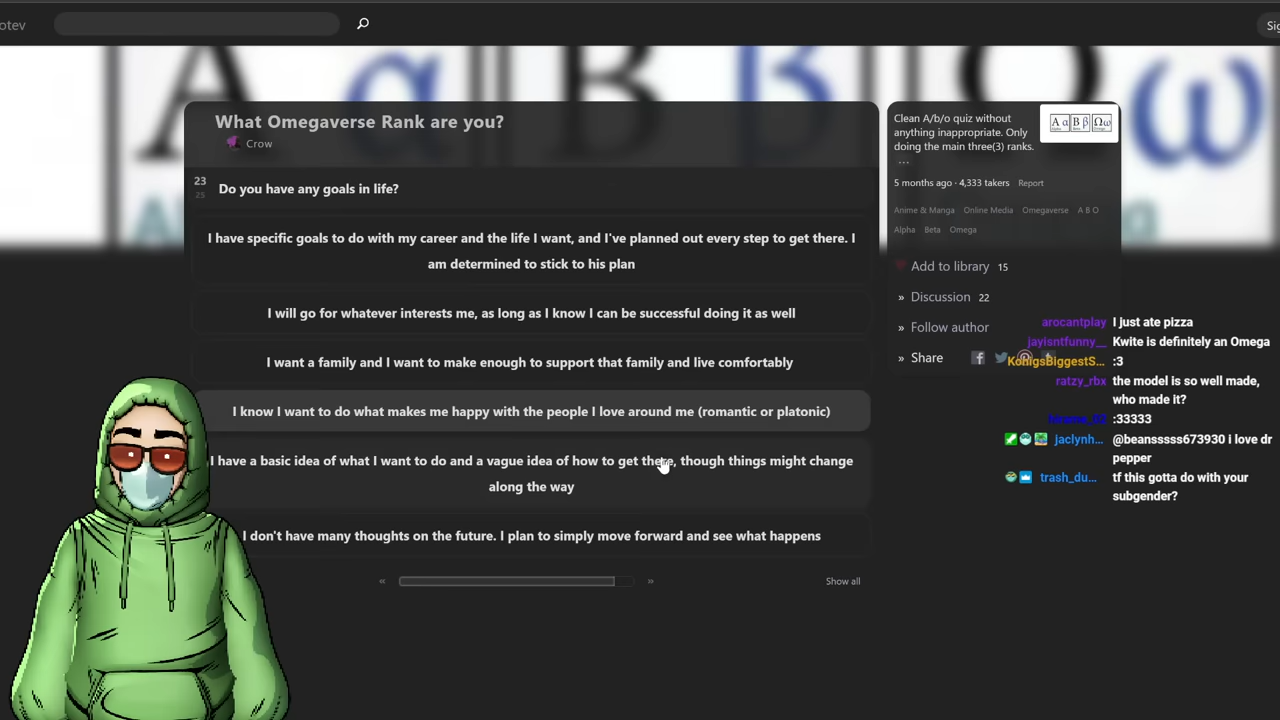 otev
Sig
A α B β Ω ω
What Omegaverse Rank are you?
Crow
23
25
Do you have any goals in life?
I have specific goals to do with my career and the life I want, and I've planned out every step to get there. I
am determined to stick to his plan
I will go for whatever interests me, as long as I know I can be successful doing it as well
I want a family and I want to make enough to support that family and live comfortably
I know I want to do what makes me happy with the people I love around me (romantic or platonic)
I have a basic idea of what I want to do and a vague idea of how to get there, though things might change
along the way
I don't have many thoughts on the future. I plan to simply move forward and see what happens
« » Show all
Clean A/b/o quiz without
anything inappropriate. Only
doing the main three(3) ranks.
...
A α B β Ω ω
5 months ago · 4,333 takers Report
Anime & Manga Online Media Omegaverse A B O
Alpha Beta Omega
Add to library 15
» Discussion 22
» Follow author
» Share
arocantplay I just ate pizza
jayisntfunny__ Kwite is definitely an Omega
KonigsBiggestS... :3
ratzy_rbx the model is so well made,
who made it?
:33333
jaclynh... @beansssss673930 i love dr
pepper
trash_du... tf this gotta do with your
subgender?